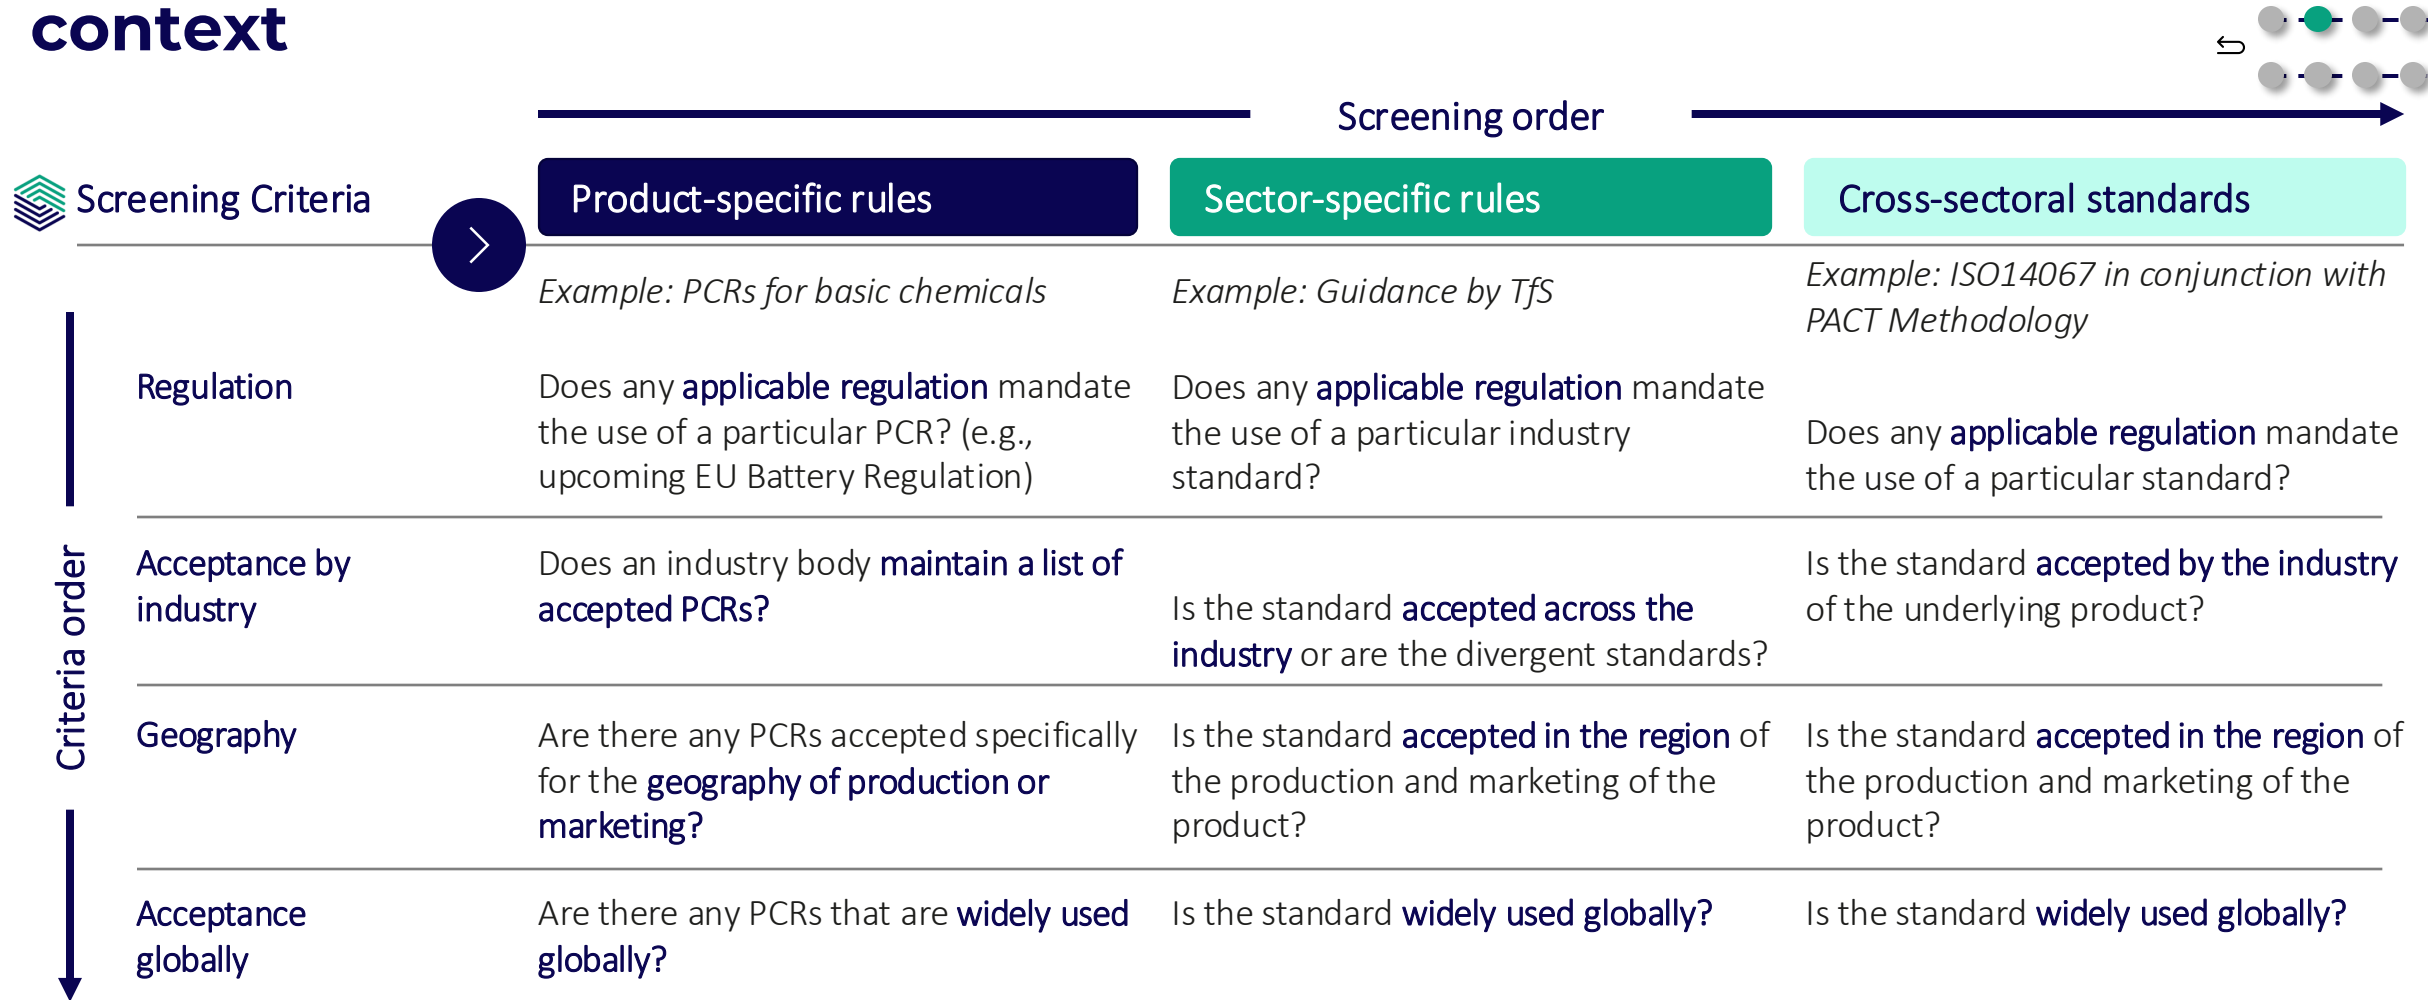 context
Screening order
Screening Criteria
Product-specific rules
Sector-specific rules
Cross-sectoral standards
Example: PCRs for basic chemicals
Example: Guidance by TfS
Example: ISO14067 in conjunction with
PACT Methodology
Criteria order
Regulation
Does any applicable regulation mandate
the use of a particular PCR? (e.g.,
upcoming EU Battery Regulation)
Does any applicable regulation mandate
the use of a particular industry
standard?
Does any applicable regulation mandate
the use of a particular standard?
Acceptance by
industry
Does an industry body maintain a list of
accepted PCRs?
Is the standard accepted across the
industry or are the divergent standards?
Is the standard accepted by the industry
of the underlying product?
Geography
Are there any PCRs accepted specifically
for the geography of production or
marketing?
Is the standard accepted in the region of
the production and marketing of the
product?
Is the standard accepted in the region of
the production and marketing of the
product?
Acceptance
globally
Are there any PCRs that are widely used
globally?
Is the standard widely used globally?
Is the standard widely used globally?